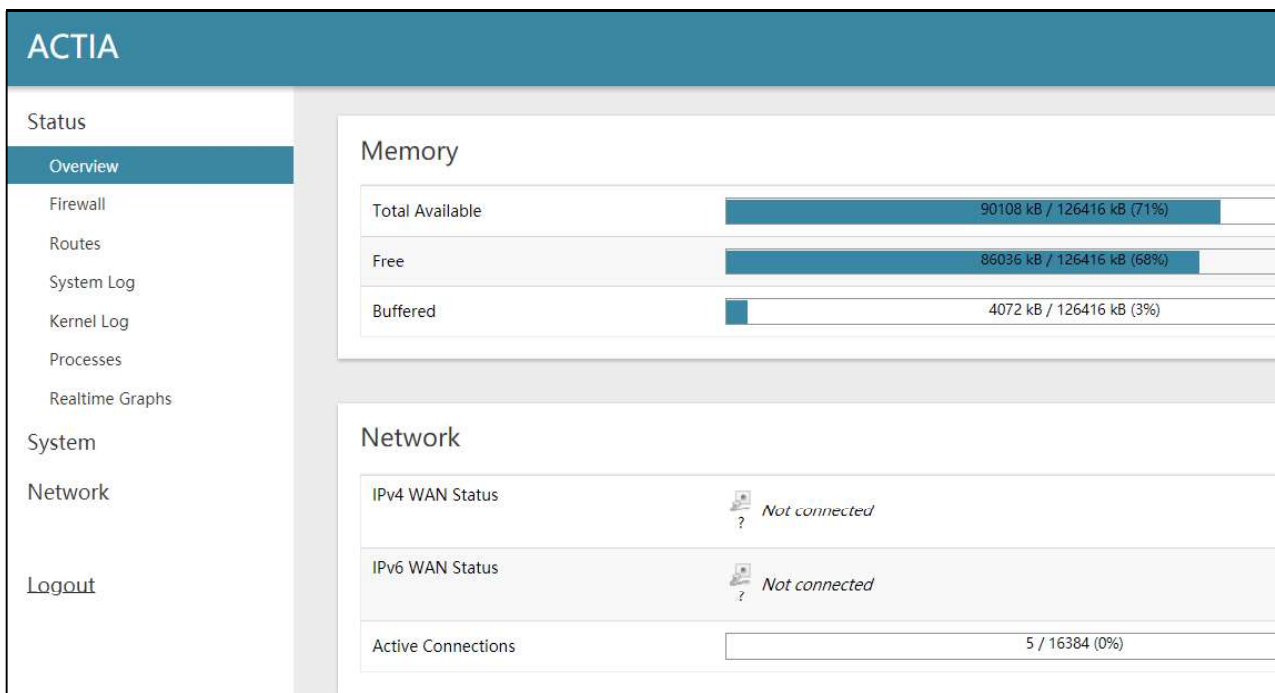 ACTIA
Status
Overview
Firewall
Routes
System Log
Kernel Log
Processes
Realtime Graphs
System
Network
Logout
Memory
Total Available 90108 kB / 126416 kB (71%)
Free 86036 kB / 126416 kB (68%)
Buffered 4072 kB / 126416 kB (3%)
Network
IPv4 WAN Status ? Not connected
IPv6 WAN Status ? Not connected
Active Connections 5 / 16384 (0%)